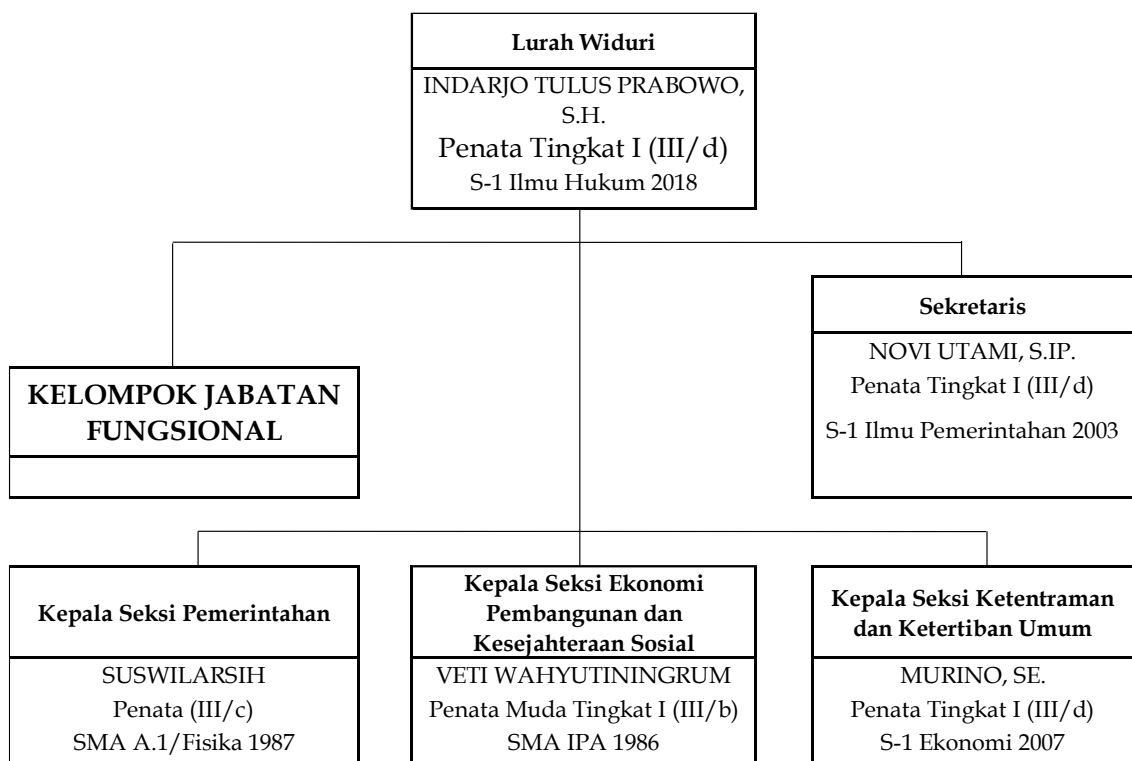 Lurah Widuri
INDARJO TULUS PRABOWO,
S.H.
Penata Tingkat I (III/d)
S-1 Ilmu Hukum 2018
Sekretaris
NOVI UTAMI, S.IP.
Penata Tingkat I (III/d)
S-1 Ilmu Pemerintahan 2003
KELOMPOK JABATAN
FUNGSIONAL
Kepala Seksi Pemerintahan
SUSWILARSIH
Penata (III/c)
SMA A.1/Fisika 1987
Kepala Seksi Ekonomi
Pembangunan dan
Kesejahteraan Sosial
VETI WAHYUTININGRUM
Penata Muda Tingkat I (III/b)
SMA IPA 1986
Kepala Seksi Ketentraman
dan Ketertiban Umum
MURINO, SE.
Penata Tingkat I (III/d)
S-1 Ekonomi 2007